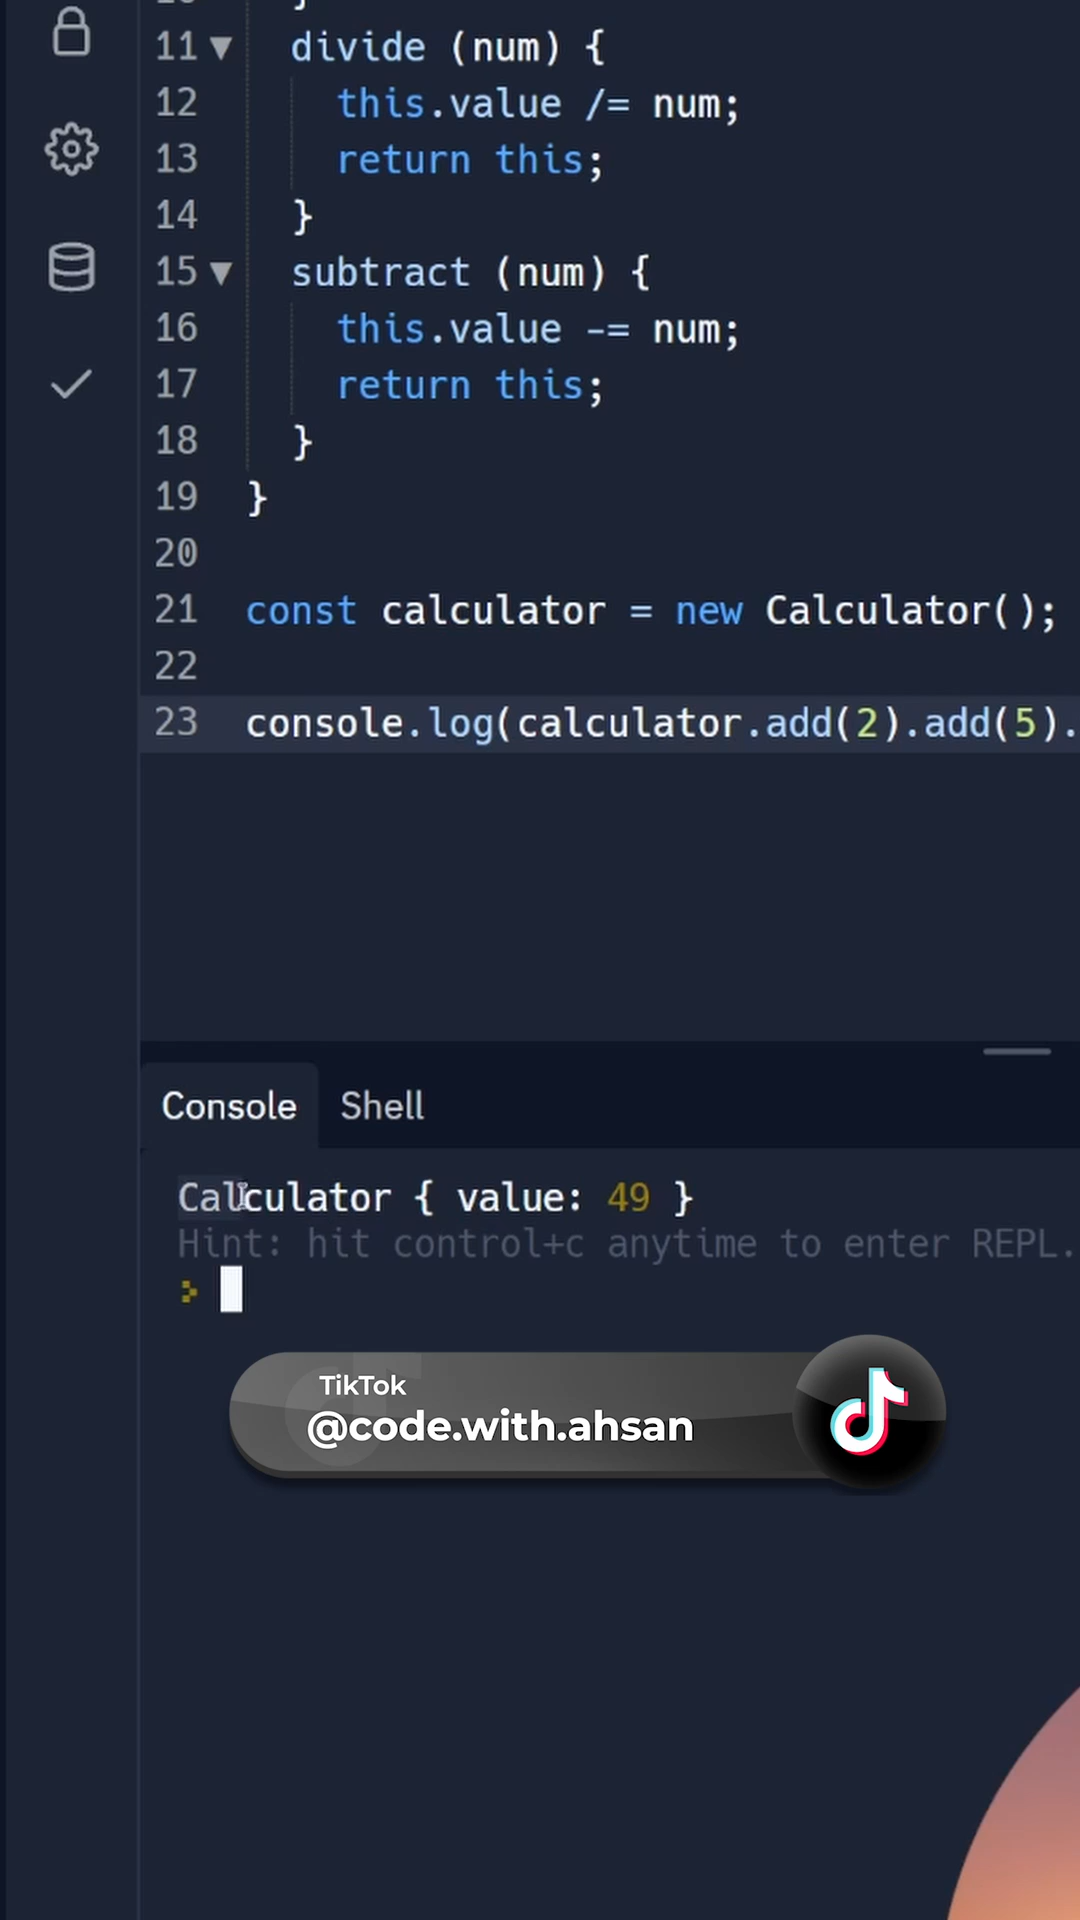 11 ▼ divide (num) {
12 this.value /= num;
13 return this;
14 }
15 ▼ subtract (num) {
16 this.value -= num;
17 return this;
18 }
19 }
20
21 const calculator = new Calculator();
22
23 console.log(calculator.add(2).add(5).
Console Shell
Calculator { value: 49 }
Hint: hit control+c anytime to enter REPL.
>
TikTok
@code.with.ahsan